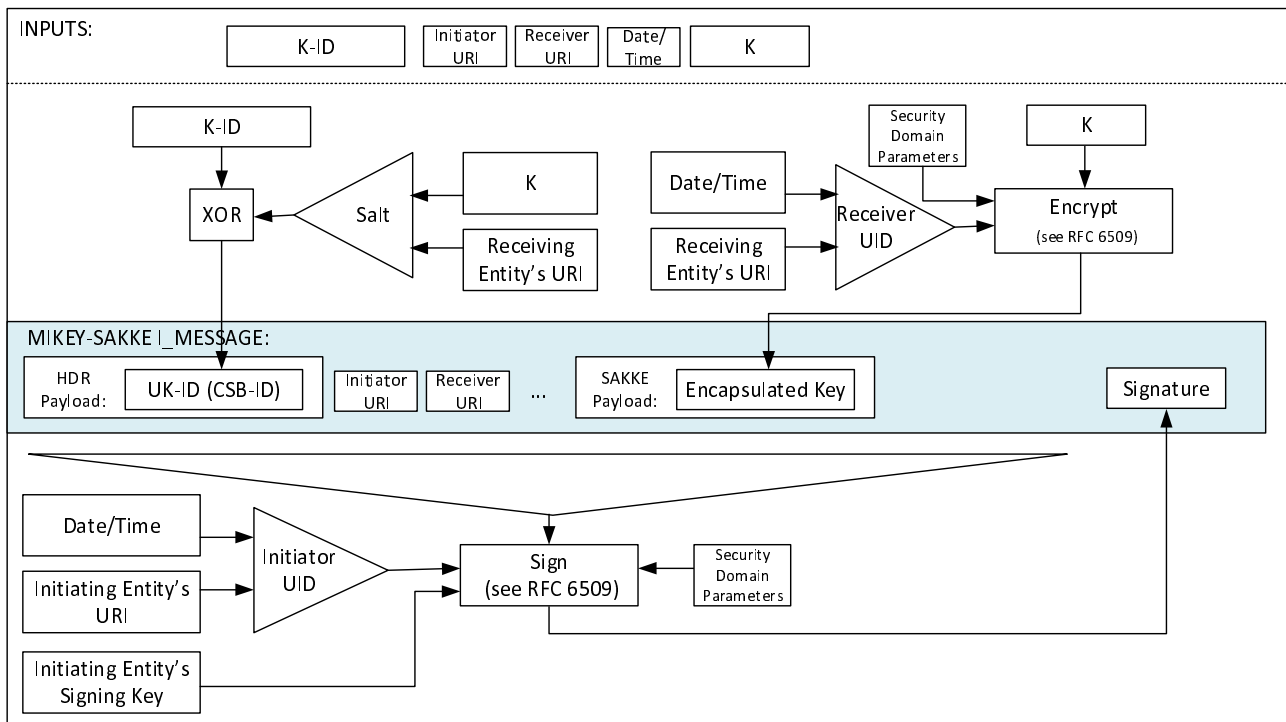 INPUTS:
K-ID
Initiator
URI
Receiver
URI
Date/
Time
K
K-ID
XOR
Salt
K
Receiving
Entity's URI
Date/Time
Receiving
Entity's URI
Receiver
UID
Security
Domain
Parameters
K
Encrypt
(see RFC 6509)
MIKEY-SAKKE I_MESSAGE:
HDR
Payload:
UK-ID (CSB-ID)
Initiator
URI
Receiver
URI
...
SAKKE
Payload:
Encapsulated Key
Signature
Date/Time
Initiating Entity's
URI
Initiator
UID
Sign
(see RFC 6509)
Security
Domain
Parameters
Initiating Entity's
Signing Key